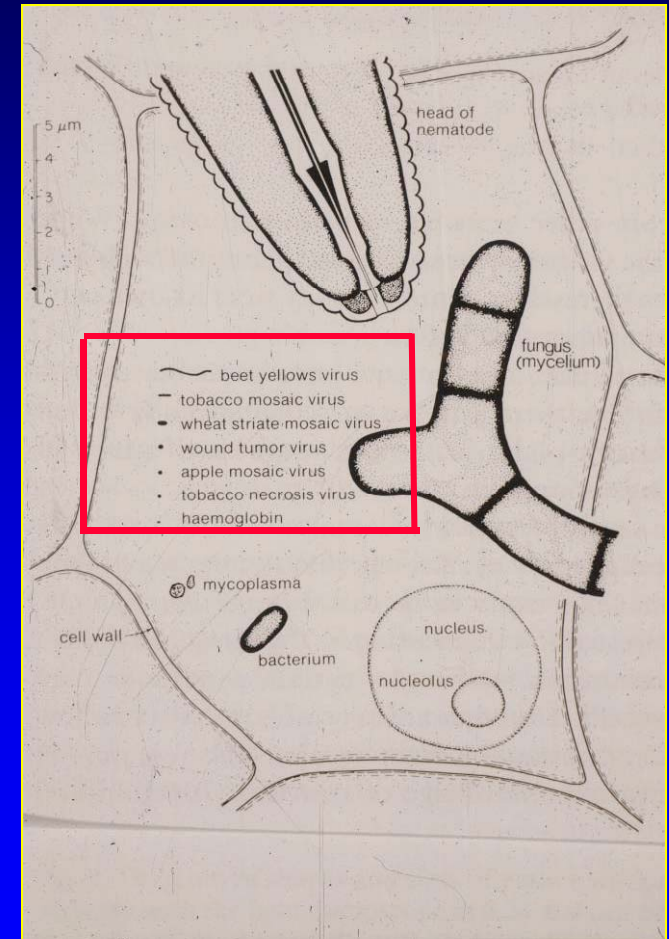 head of
nematode
5 μm
4
3
2
1
0
fungus
(mycelium)
beet yellows virus
tobacco mosaic virus
wheat striate mosaic virus
wound tumor virus
apple mosaic virus
tobacco necrosis virus
haemoglobin
mycoplasma
cell wall
bacterium
nucleus
nucleolus